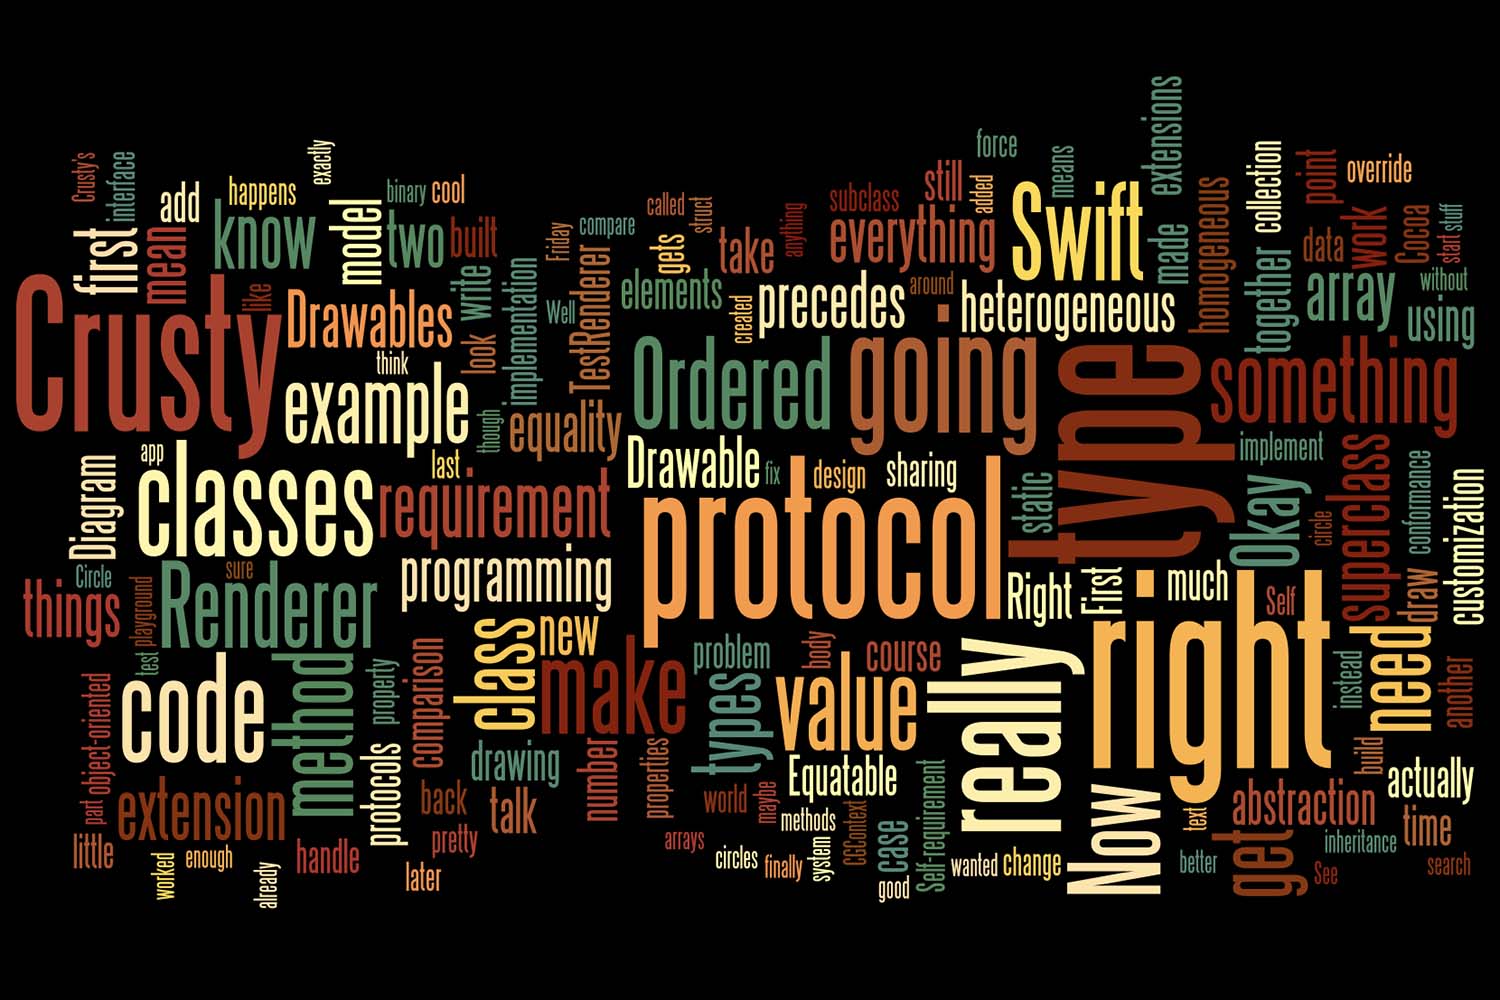 Crusty's
interface
add
happens
exactly
know
model
binary
cool
two
built
first
mean
like
Crusty
Drawables
think
example
look
write
implementation
though
Friday
compare
Well
TestRenderer
equality
called
struct
gets
take
anything
elements
created
precedes
subclass
still
added
everything
around
force
means
Swift
heterogeneous
extensions
made
homogeneous
collection
together
point
override
data
work
Cocoa
start
stuff
without
array
using
Ordered
going
type
something
Diagram
app
classes
last
requirement
Drawable
fix
design
sharing
protocol
static
implement
Okay
circle
superclass
conformance
customization
Circle
things
playground
sure
Renderer
programming
Right
First
much
Self
draw
right
need
test
code
method
property
comparison
class
new
make
problem
body
course
types
value
really
instead
another
object-oriented
part
extension
protocols
drawing
back
talk
number
properties
world
maybe
Equatable
methods
system
CGContext
case
Self-requirement
Now
text
abstraction
build
actually
time
little
worked
enough
already
handle
pretty
later
arrays
circles
finally
good
wanted
change
better
get
See
inheritance
search